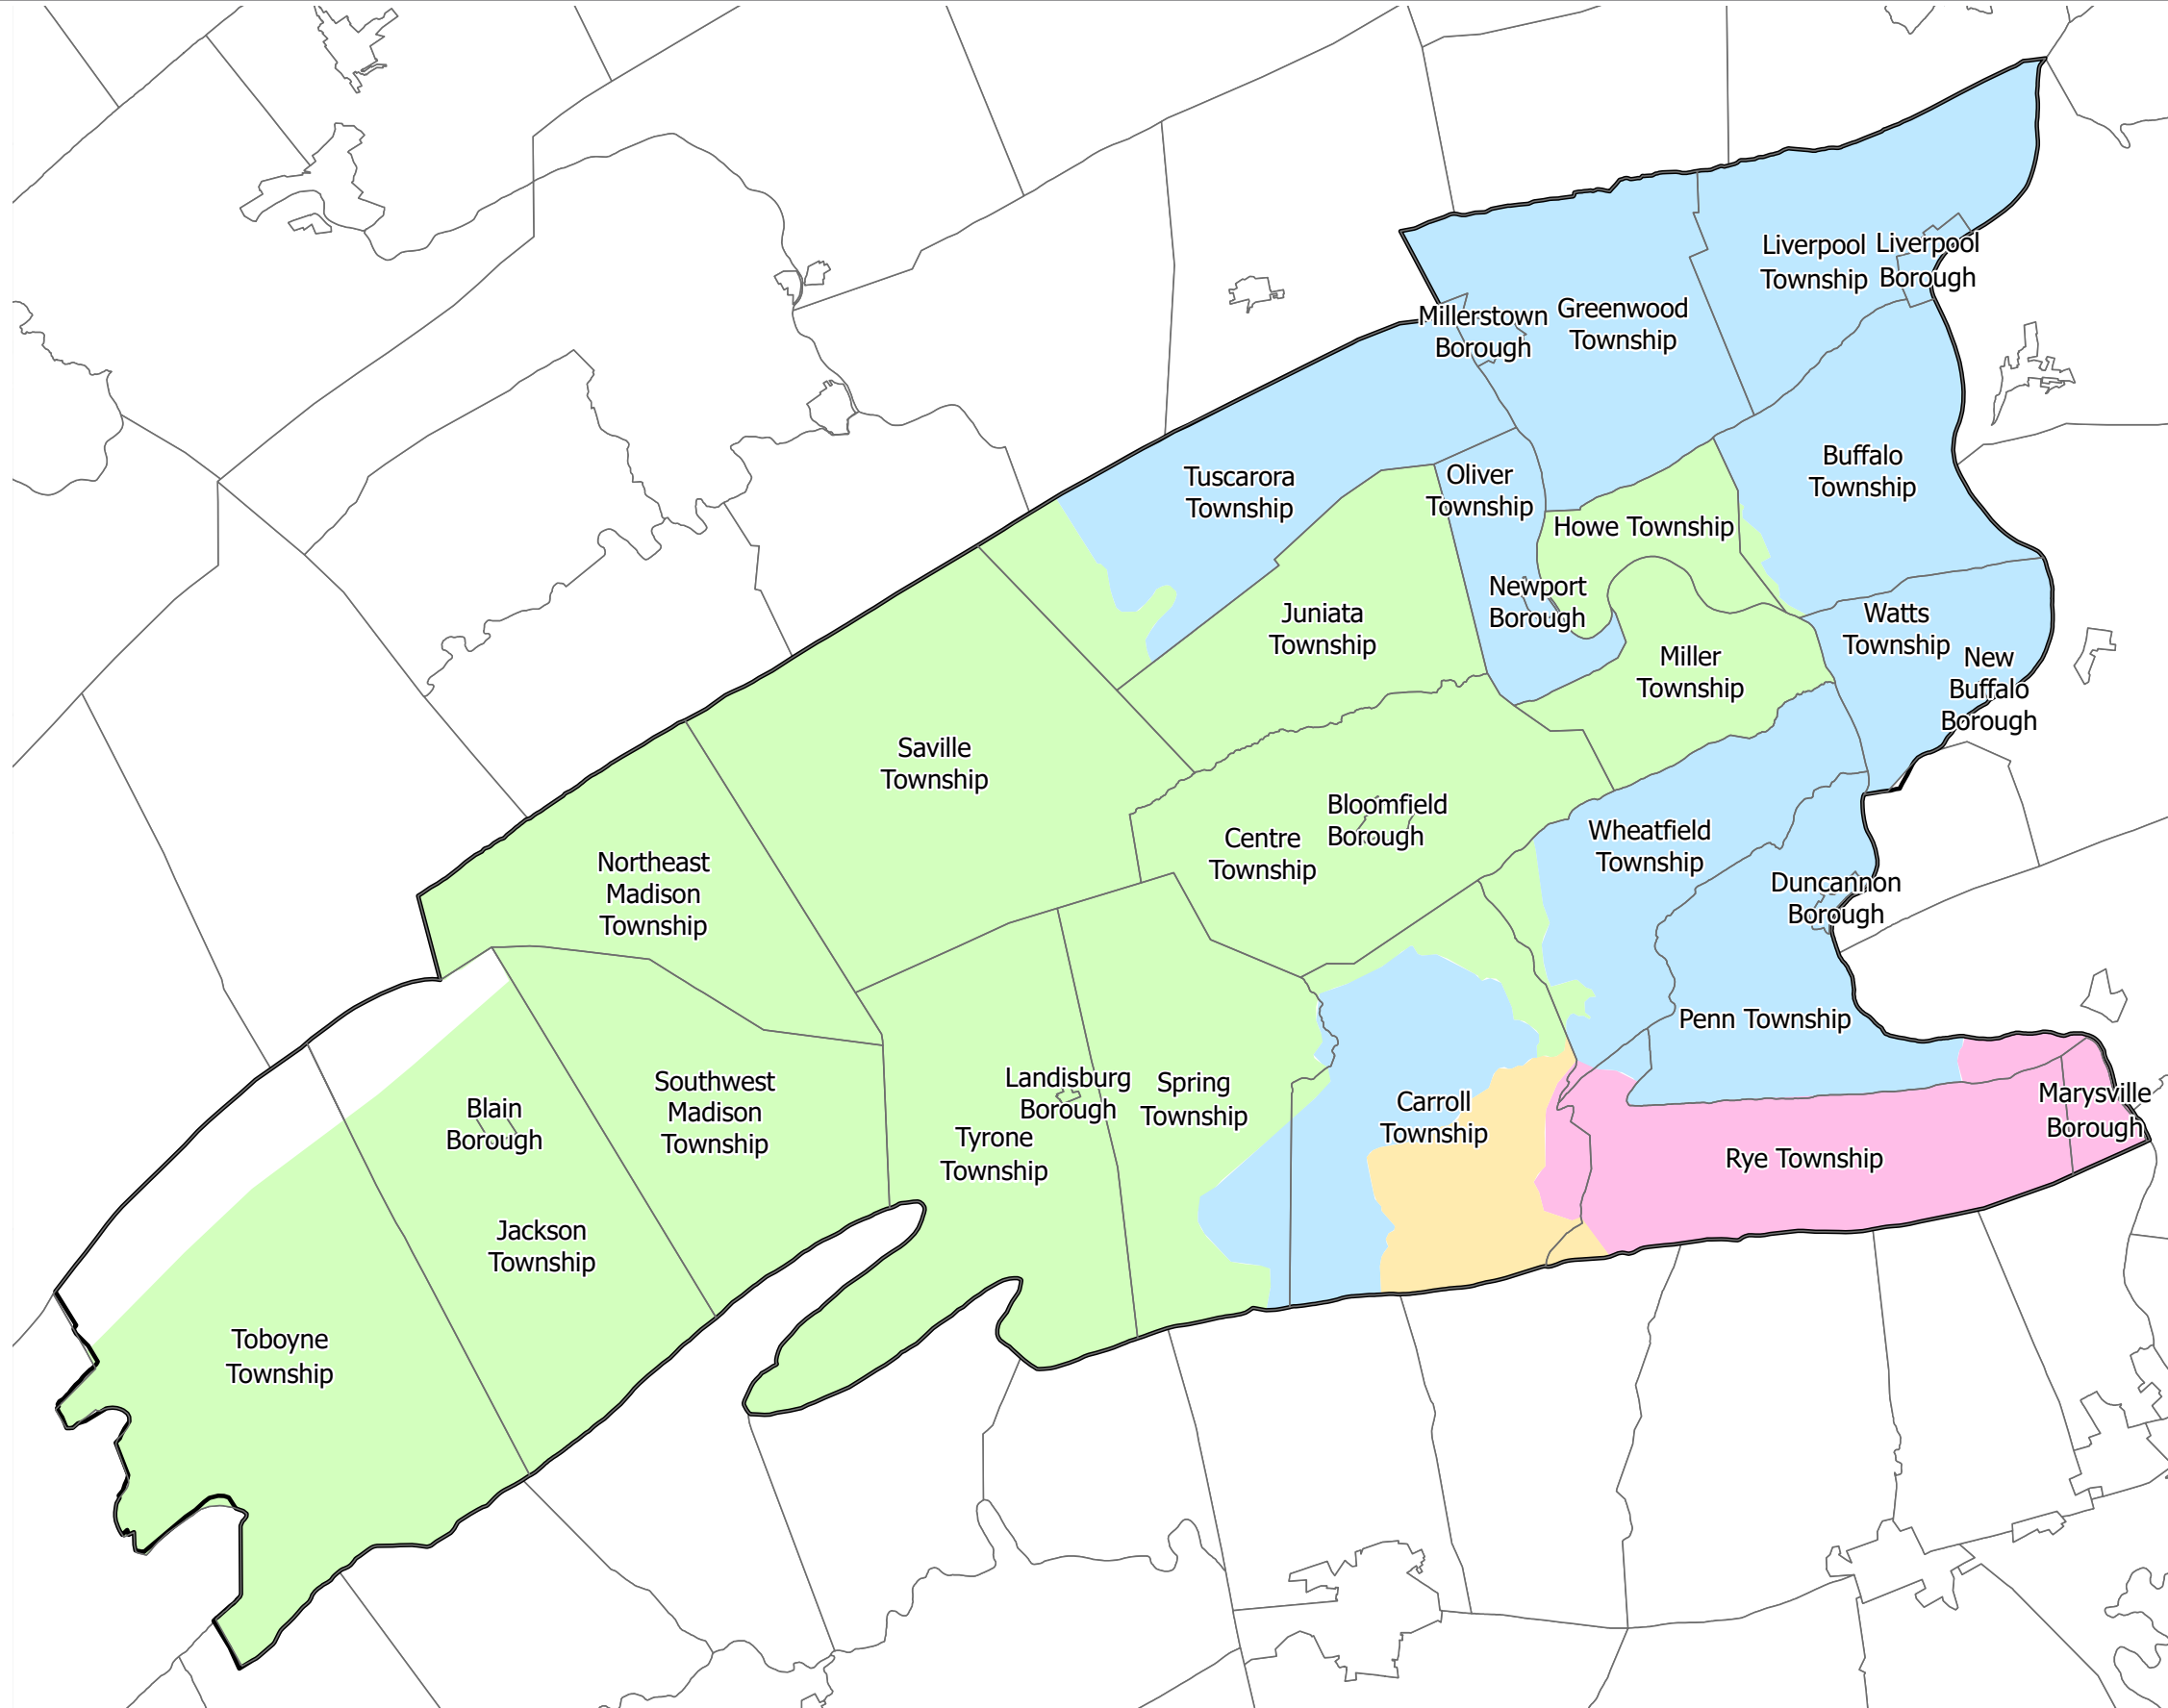 Liverpool
Township
Liverpool
Borough
Millerstown
Borough
Greenwood
Township
Tuscarora
Township
Oliver
Township
Buffalo
Township
Howe Township
Newport
Borough
Juniata
Township
Watts
Township
Miller
Township
New
Buffalo
Borough
Saville
Township
Centre
Township
Bloomfield
Borough
Wheatfield
Township
Northeast
Madison
Township
Duncannon
Borough
Penn Township
Southwest
Madison
Township
Landisburg
Borough
Spring
Township
Carroll
Township
Marysville
Borough
Blain
Borough
Tyrone
Township
Rye Township
Jackson
Township
Toboyne
Township